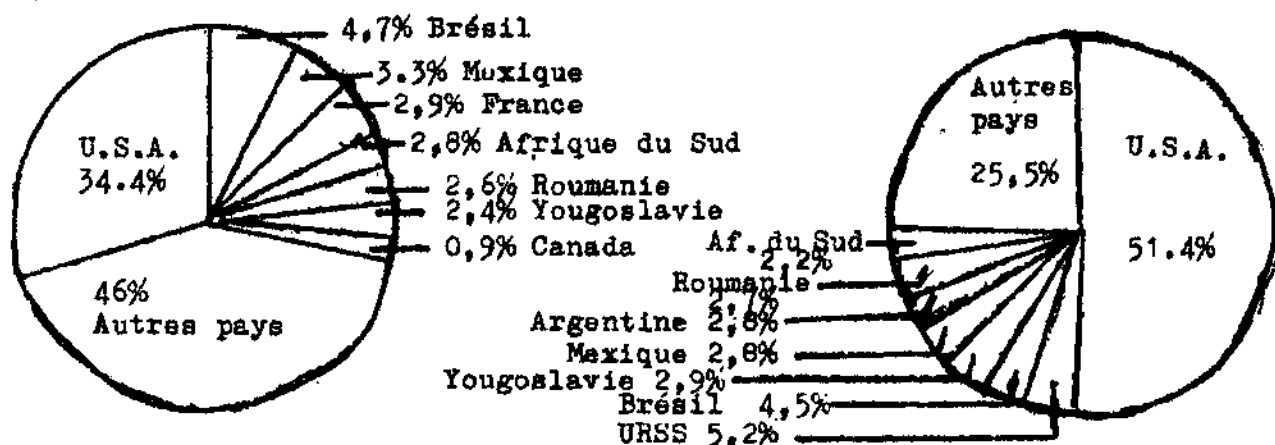 4,7% Brésil
3.3% Mexique
2,9% France
2,8% Afrique du Sud
2,6% Roumanie
2,4% Yougoslavie
0,9% Canada
U.S.A.
34.4%
46%
Autres pays
Autres
pays
25,5%
U.S.A.
51.4%
Af. du Sud
2,2%
Roumanie
2,7%
Argentine 2,8%
Mexique 2,8%
Yougoslavie 2,9%
Brésil 4,5%
URSS 5,2%